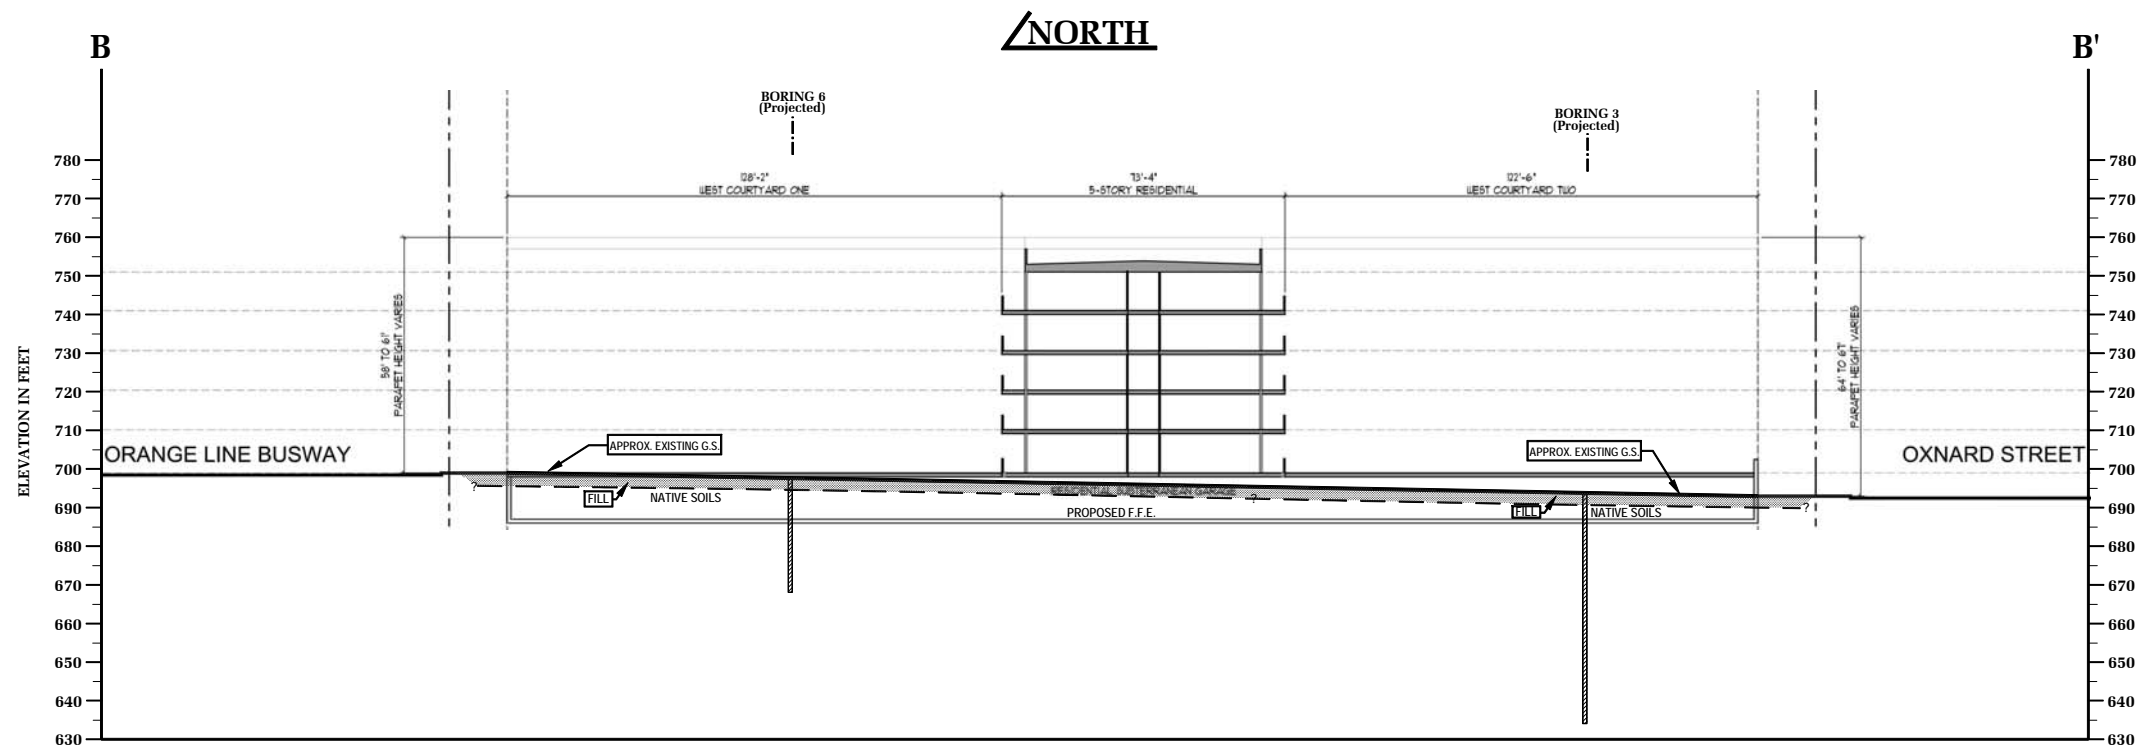 NORTH
B
B'
BORING 6
(Projected)
BORING 3
(Projected)
128'-2"
WEST COURTYARD ONE
73'-4"
5-STORY RESIDENTIAL
122'-6"
WEST COURTYARD TWO
780
770
760
750
740
730
720
710
700
690
680
670
660
650
640
630
ELEVATION IN FEET
58' TO 61'
PARAPET HEIGHT VARIES
ORANGE LINE BUSWAY
APPROX. EXISTING G.S.
?
FILL
NATIVE SOILS
RESIDENTIAL SUBTERRANEAN GARAGE
?
PROPOSED F.F.E.
APPROX. EXISTING G.S.
FILL
NATIVE SOILS
?
64' TO 67'
PARAPET HEIGHT VARIES
OXNARD STREET
780
770
760
750
740
730
720
710
700
690
680
670
660
650
640
630